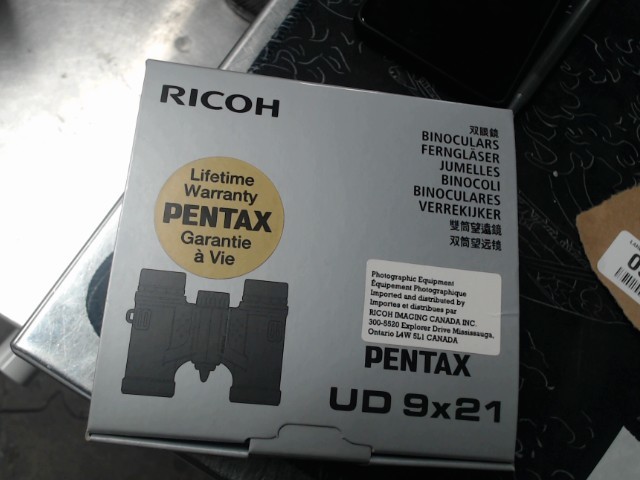 RICOH
双眼鏡
BINOCULARS
FERNGLÄSER
JUMELLES
BINOCOLI
BINOCULARES
VERREKIJKER
雙筒望遠鏡
双筒望远镜
Lifetime
Warranty
PENTAX
Garantie
à Vie
Photographic Equipment
Équipement Photographique
Imported and distributed by
Importes et distribues par
RICOH IMAGING CANADA INC.
300-5520 Explorer Drive Mississauga,
Ontario L4W 5L1 CANADA
PENTAX
UD 9x21